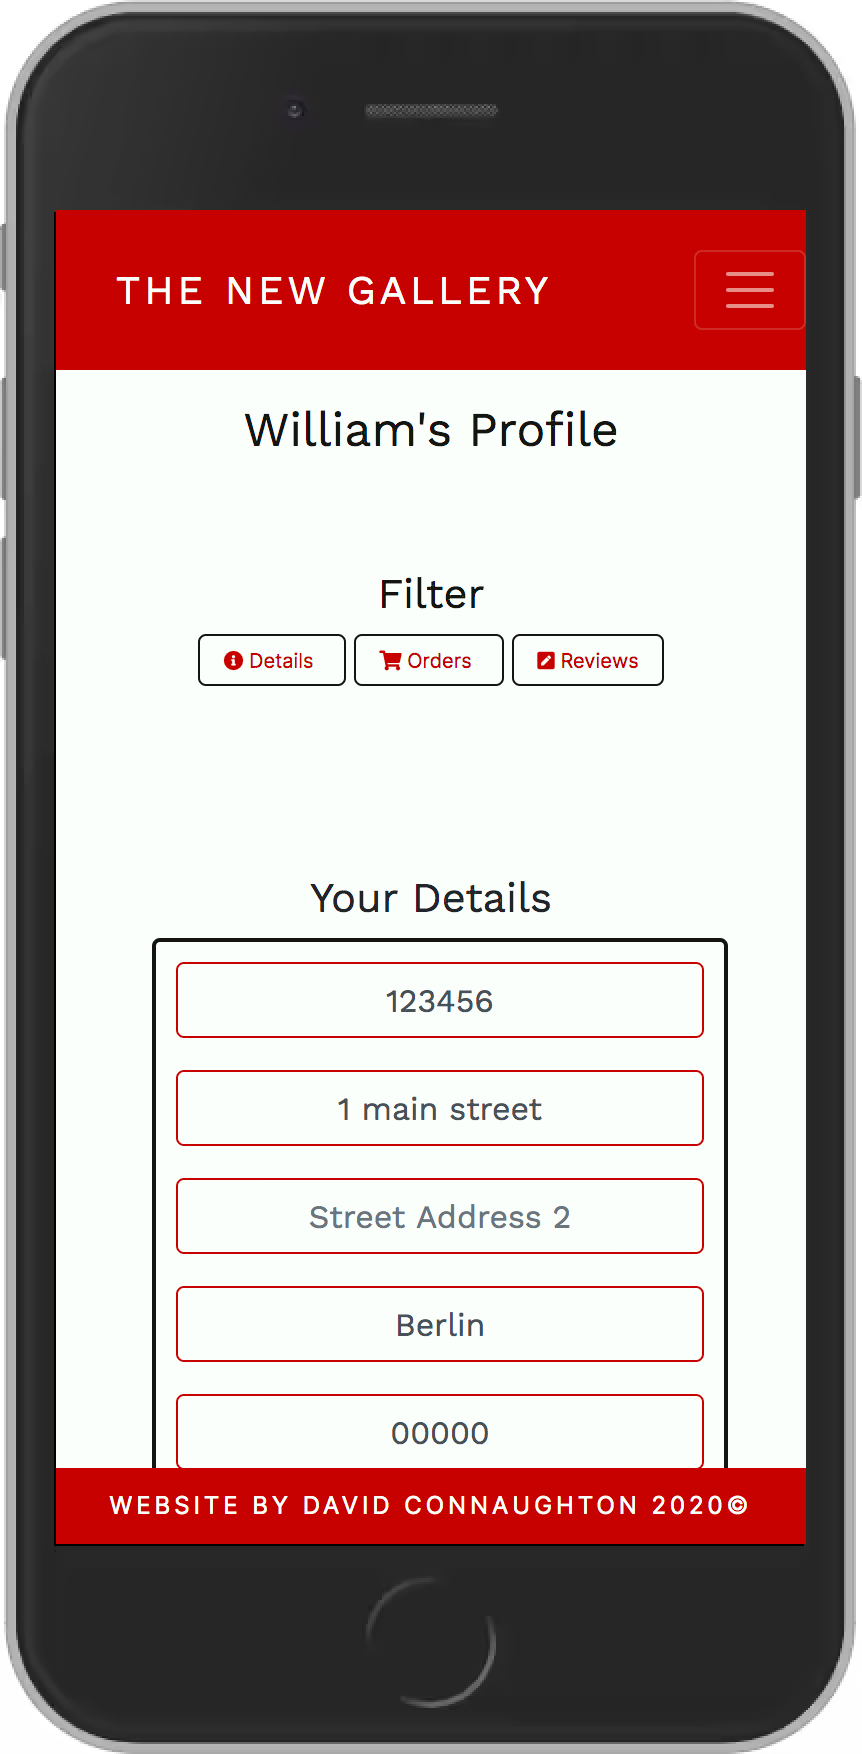 THE NEW GALLERY
William's Profile
Filter
Details Orders Reviews
Your Details
123456
1 main street
Street Address 2
Berlin
00000
WEBSITE BY DAVID CONNAUGHTON 2020©